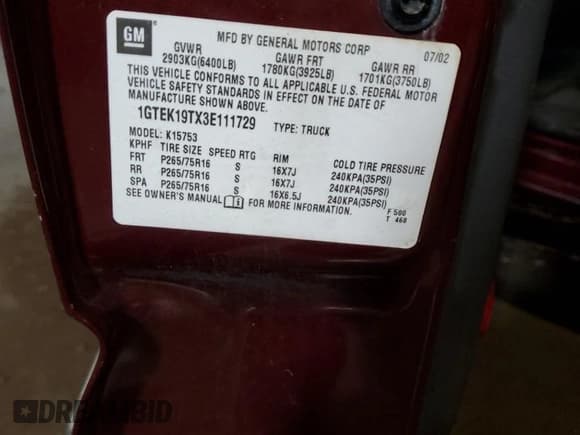 GM
MFD BY GENERAL MOTORS CORP 07/02
GVWR GAWR FRT GAWR RR
2903KG(6400LB) 1780KG(3925LB) 1701KG(3750LB)
THIS VEHICLE CONFORMS TO ALL APPLICABLE U.S. FEDERAL MOTOR
VEHICLE SAFETY STANDARDS IN EFFECT ON THE DATE OF
MANUFACTURE SHOWN ABOVE.
1GTEK19TX3E111729 TYPE: TRUCK
MODEL: K15753
KPHF TIRE SIZE SPEED RTG RIM COLD TIRE PRESSURE
FRT P265/75R16 S 16X7J 240KPA(35PSI)
RR P265/75R16 S 16X7J 240KPA(35PSI)
SPA P265/75R16 S 16X6.5J 240KPA(35PSI)
SEE OWNER'S MANUAL i FOR MORE INFORMATION.
F 500
T 460
DREAMBID